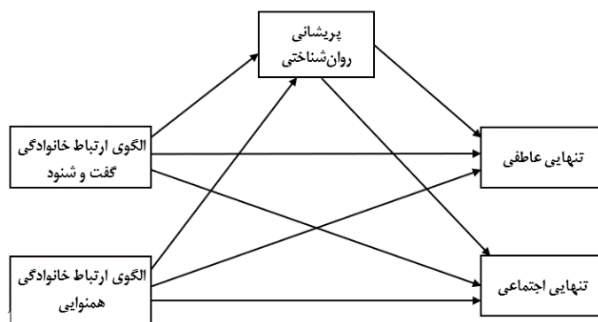 پریشانی
روان‌شناختی
الگوی ارتباط خانوادگی
گفت و شنود
تنهایی عاطفی
الگوی ارتباط خانوادگی
همنوایی
تنهایی اجتماعی